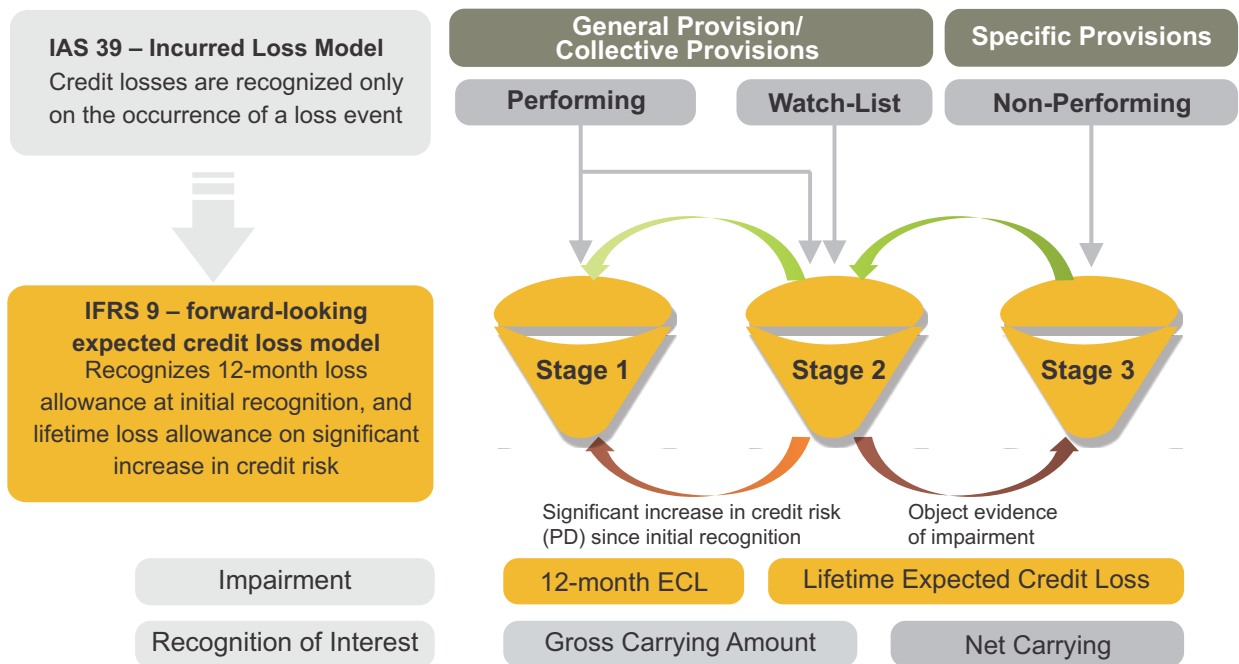 IAS 39 – Incurred Loss Model
Credit losses are recognized only
on the occurrence of a loss event
General Provision/
Collective Provisions
Specific Provisions
Performing
Watch-List
Non-Performing
IFRS 9 – forward-looking
expected credit loss model
Recognizes 12-month loss
allowance at initial recognition, and
lifetime loss allowance on significant
increase in credit risk
Stage 1
Stage 2
Stage 3
Significant increase in credit risk
(PD) since initial recognition
Object evidence
of impairment
Impairment
12-month ECL
Lifetime Expected Credit Loss
Recognition of Interest
Gross Carrying Amount
Net Carrying